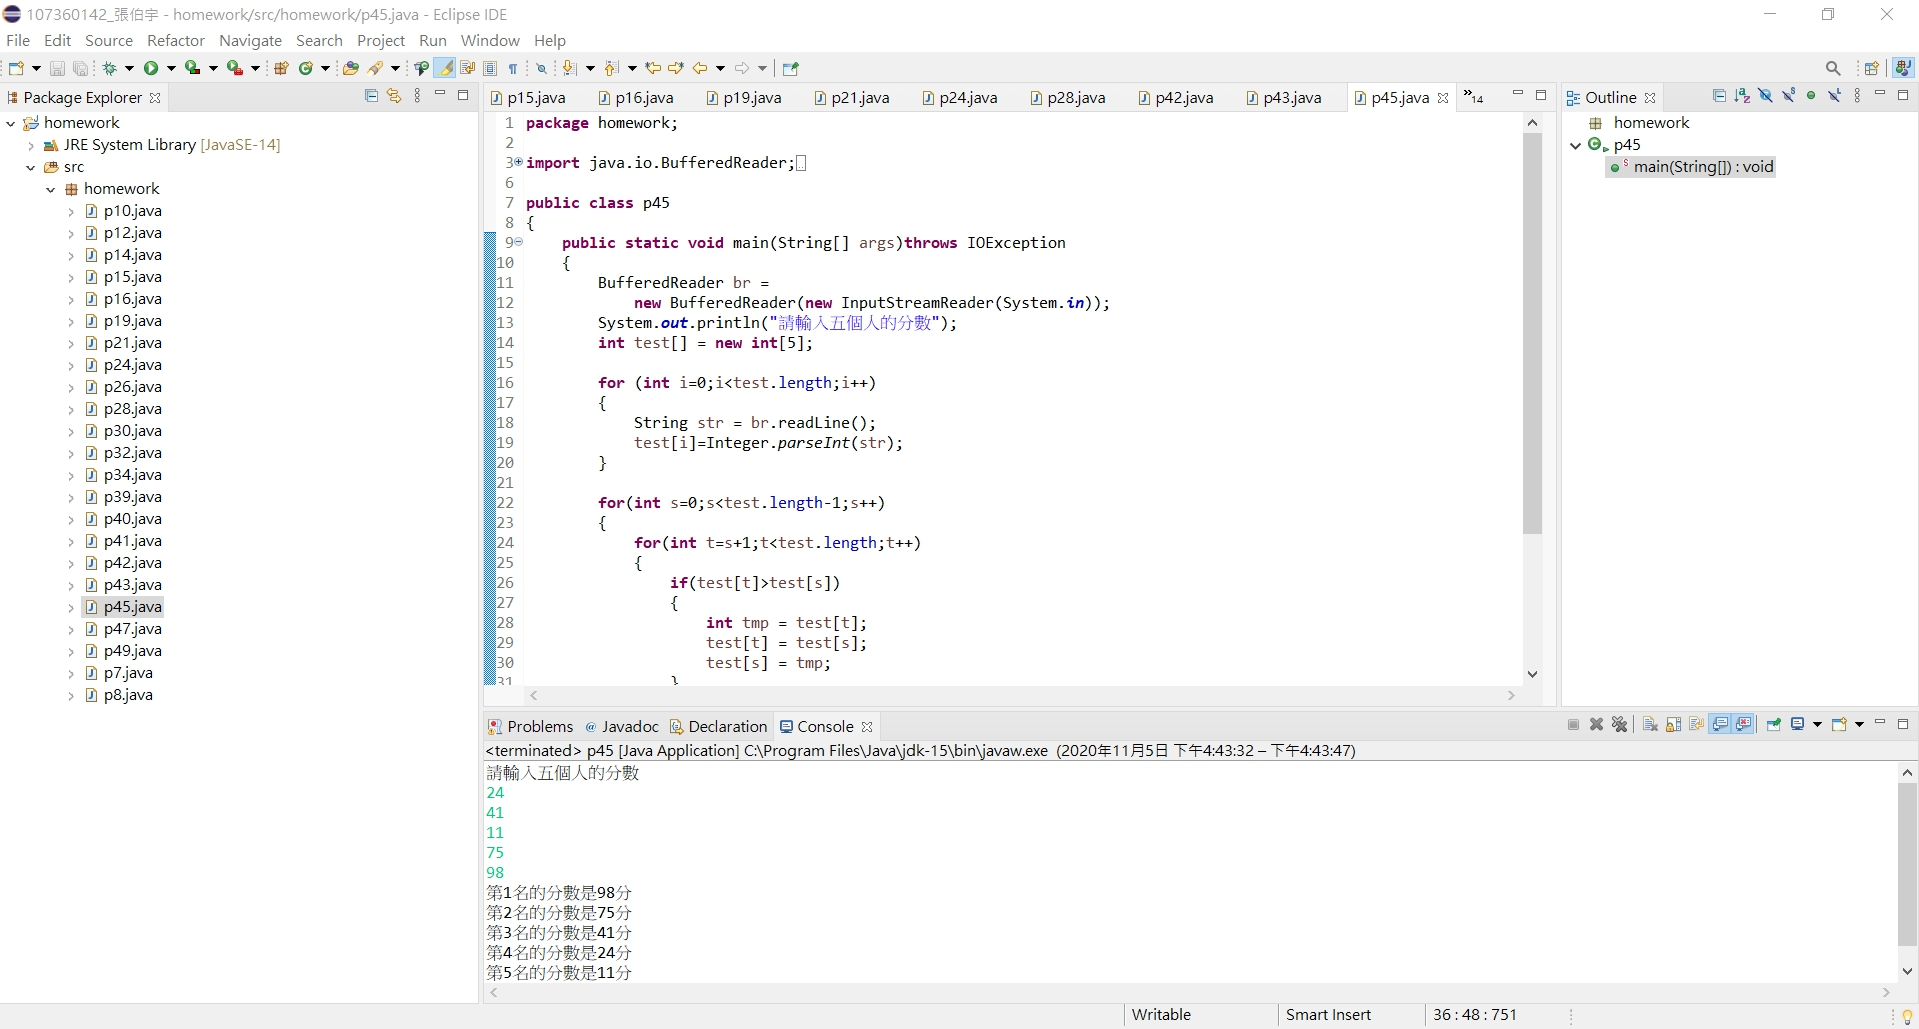 107360142_張伯宇 - homework/src/homework/p45.java - Eclipse IDE
File Edit Source Refactor Navigate Search Project Run Window Help
Package Explorer
homework
JRE System Library [JavaSE-14]
src
homework
p10.java
p12.java
p14.java
p15.java
p16.java
p19.java
p21.java
p24.java
p26.java
p28.java
p30.java
p32.java
p34.java
p39.java
p40.java
p41.java
p42.java
p43.java
p45.java
p47.java
p49.java
p7.java
p8.java
p15.java p16.java p19.java p21.java p24.java p28.java p42.java p43.java p45.java »14
1 package homework;
2
3 import java.io.BufferedReader;
6
7 public class p45
8 {
9 public static void main(String[] args)throws IOException
10 {
11 BufferedReader br =
12 new BufferedReader(new InputStreamReader(System.in));
13 System.out.println("請輸入五個人的分數");
14 int test[] = new int[5];
15
16 for (int i=0;i<test.length;i++)
17 {
18 String str = br.readLine();
19 test[i]=Integer.parseInt(str);
20 }
21
22 for(int s=0;s<test.length-1;s++)
23 {
24 for(int t=s+1;t<test.length;t++)
25 {
26 if(test[t]>test[s])
27 {
28 int tmp = test[t];
29 test[t] = test[s];
30 test[s] = tmp;
31 }
Outline
homework
p45
main(String[]) : void
Problems Javadoc Declaration Console
<terminated> p45 [Java Application] C:\Program Files\Java\jdk-15\bin\javaw.exe (2020年11月5日 下午4:43:32 – 下午4:43:47)
請輸入五個人的分數
24
41
11
75
98
第1名的分數是98分
第2名的分數是75分
第3名的分數是41分
第4名的分數是24分
第5名的分數是11分
Writable Smart Insert 36 : 48 : 751